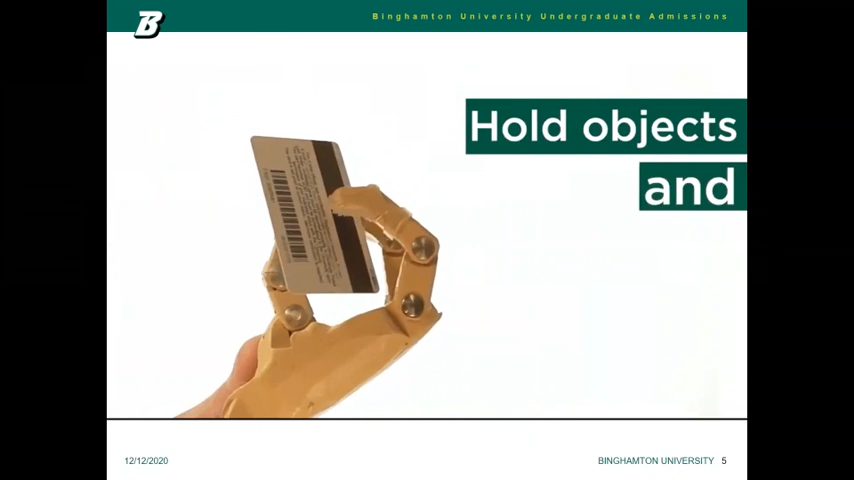 B
Binghamton University Undergraduate Admissions
Hold objects
and
12/12/2020
BINGHAMTON UNIVERSITY 5